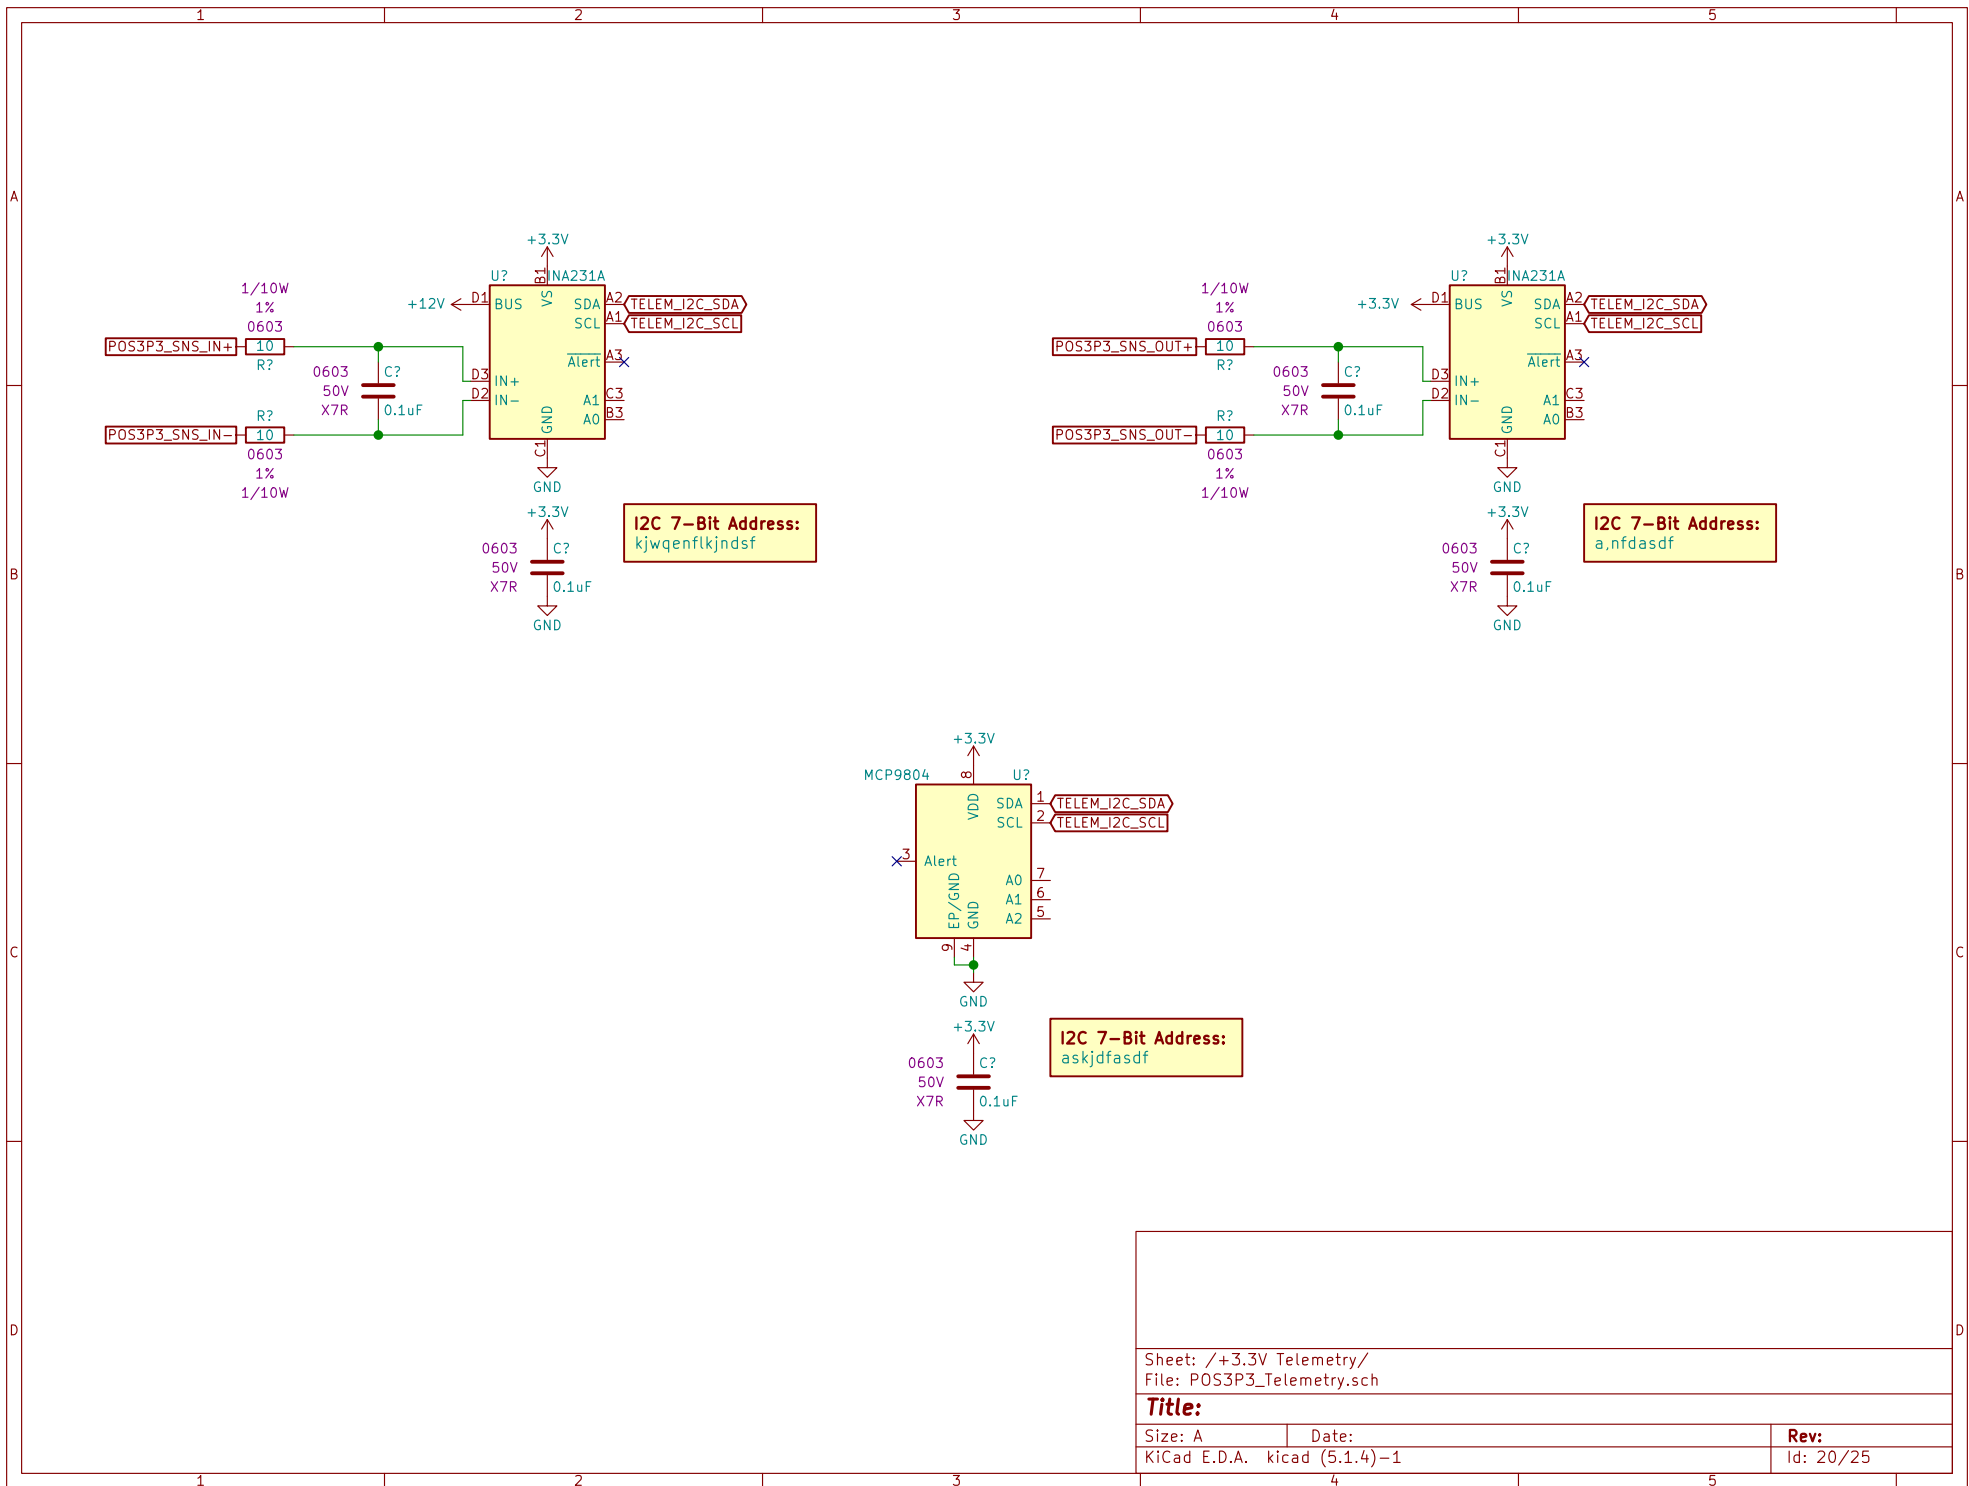 1 2 3 4 5
A A
B B
C C
D D
+3.3V
U? INA231A
B1
VS
1/10W
1%
0603
POS3P3_SNS_IN+ 10
R?
+12V D1 BUS
SDA A2 TELEM_I2C_SDA
SCL A1 TELEM_I2C_SCL
Alert A3
0603 C?
50V
X7R 0.1uF
D3 IN+
D2 IN-
A1 C3
A0 B3
R?
POS3P3_SNS_IN- 10
0603
1%
1/10W
GND
C1
GND
+3.3V
0603 C?
50V
X7R 0.1uF
GND
I2C 7-Bit Address:
kjwqenflkjndsf
+3.3V
U? INA231A
B1
VS
1/10W
1%
0603
POS3P3_SNS_OUT+ 10
R?
+3.3V D1 BUS
SDA A2 TELEM_I2C_SDA
SCL A1 TELEM_I2C_SCL
Alert A3
0603 C?
50V
X7R 0.1uF
D3 IN+
D2 IN-
A1 C3
A0 B3
R?
POS3P3_SNS_OUT- 10
0603
1%
1/10W
GND
C1
GND
+3.3V
0603 C?
50V
X7R 0.1uF
GND
I2C 7-Bit Address:
a,nfdasdf
+3.3V
MCP9804 U?
8
VDD
SDA 1 TELEM_I2C_SDA
SCL 2 TELEM_I2C_SCL
3 Alert
A0 7
A1 6
A2 5
EP/GND
GND
9 4
GND
+3.3V
0603 C?
50V
X7R 0.1uF
GND
I2C 7-Bit Address:
askjdfasdf
Sheet: /+3.3V Telemetry/
File: POS3P3_Telemetry.sch
Title:
Size: A Date: Rev:
KiCad E.D.A. kicad (5.1.4)-1 Id: 20/25
1 2 3 4 5